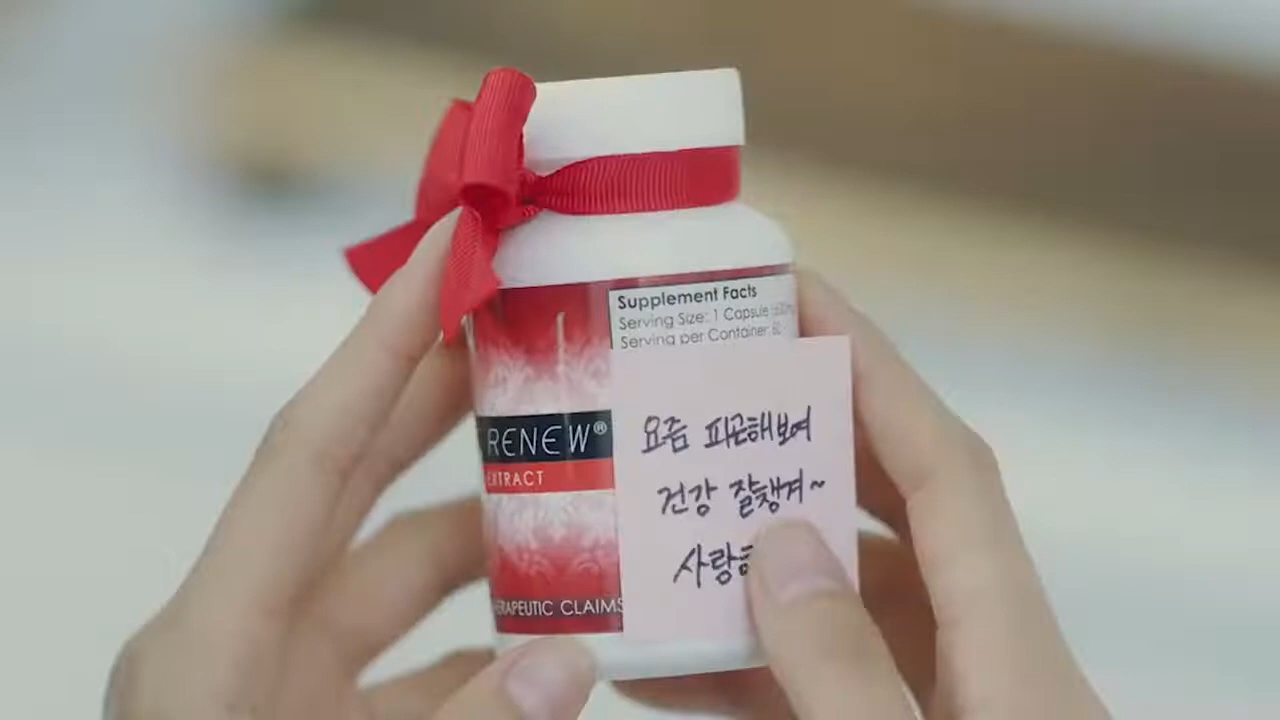 Supplement Facts
Serving Size: 1 Capsule
Serving per Container 60
RENEW®
EXTRACT
CLAIMS
요즘 피곤해보여
건강 잘챙겨~